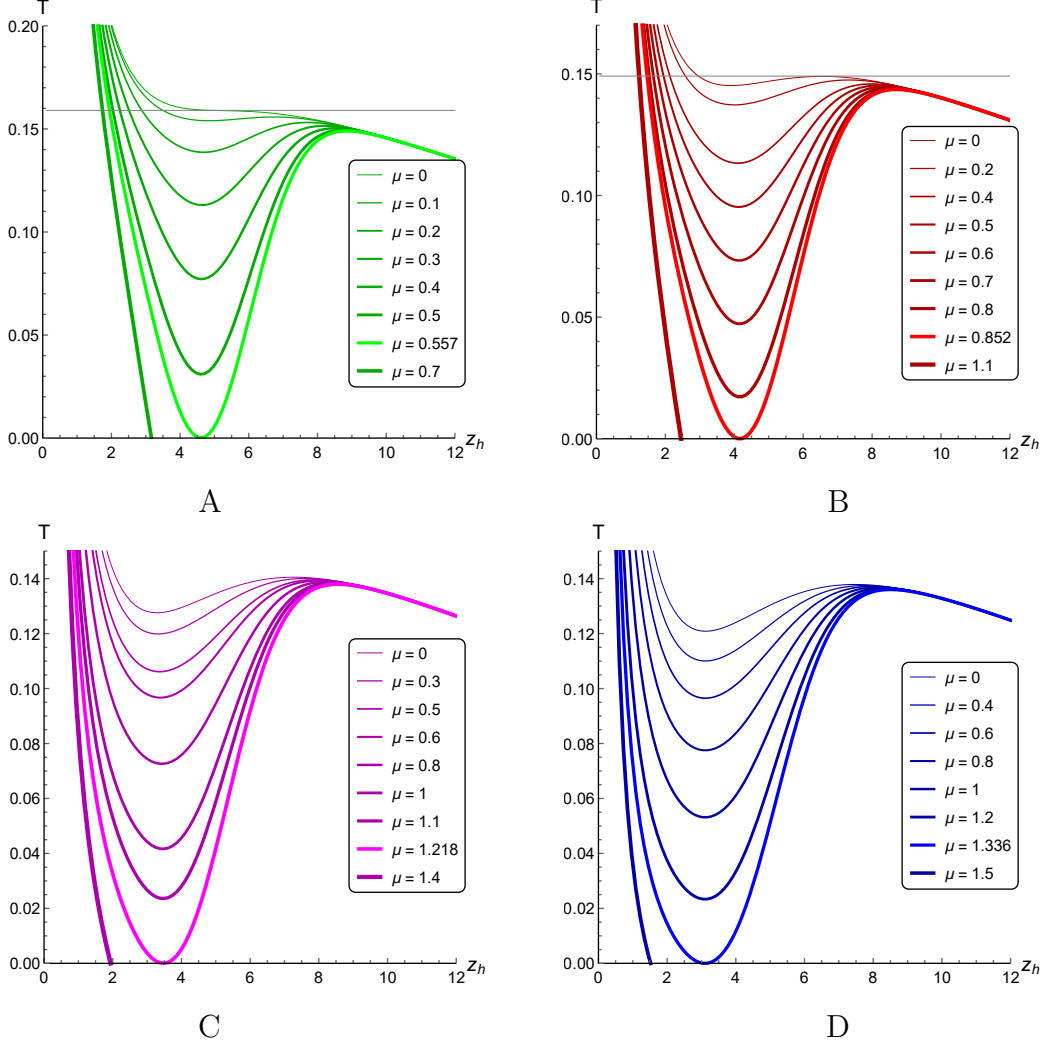 T
0.20
0.15
0.10
0.05
0.00
0 2 4 6 8 10 12
z_h
μ = 0
μ = 0.1
μ = 0.2
μ = 0.3
μ = 0.4
μ = 0.5
μ = 0.557
μ = 0.7
A
T
0.15
0.10
0.05
0.00
0 2 4 6 8 10 12
z_h
μ = 0
μ = 0.2
μ = 0.4
μ = 0.5
μ = 0.6
μ = 0.7
μ = 0.8
μ = 0.852
μ = 1.1
B
T
0.14
0.12
0.10
0.08
0.06
0.04
0.02
0.00
0 2 4 6 8 10 12
z_h
μ = 0
μ = 0.3
μ = 0.5
μ = 0.6
μ = 0.8
μ = 1
μ = 1.1
μ = 1.218
μ = 1.4
C
T
0.14
0.12
0.10
0.08
0.06
0.04
0.02
0.00
0 2 4 6 8 10 12
z_h
μ = 0
μ = 0.4
μ = 0.6
μ = 0.8
μ = 1
μ = 1.2
μ = 1.336
μ = 1.5
D